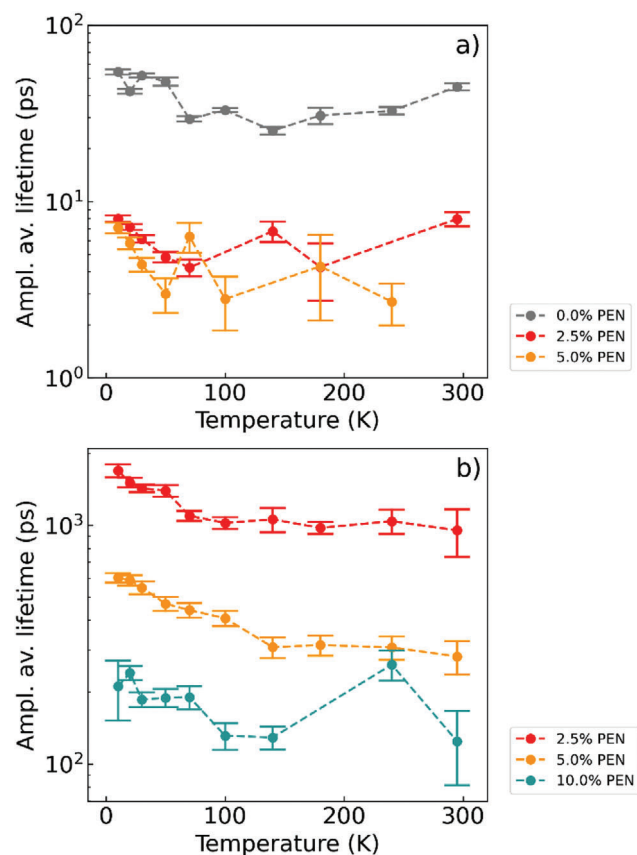 a)
10²
10¹
10⁰
Ampl. av. lifetime (ps)
0 100 200 300
Temperature (K)
0.0% PEN
2.5% PEN
5.0% PEN
b)
10³
10²
Ampl. av. lifetime (ps)
0 100 200 300
Temperature (K)
2.5% PEN
5.0% PEN
10.0% PEN